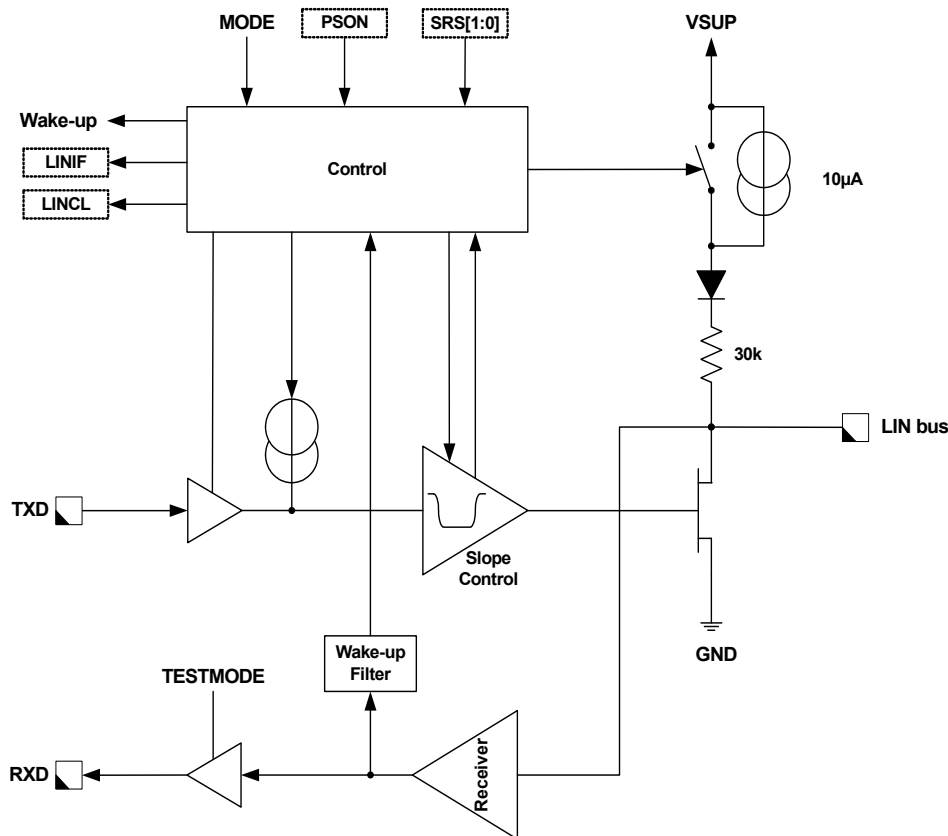 MODE
PSON
SRS[1:0]
VSUP
Wake-up
LINIF
LINCL
Control
10µA
30k
LIN bus
TXD
Slope
Control
GND
Wake-up
Filter
TESTMODE
RXD
Receiver